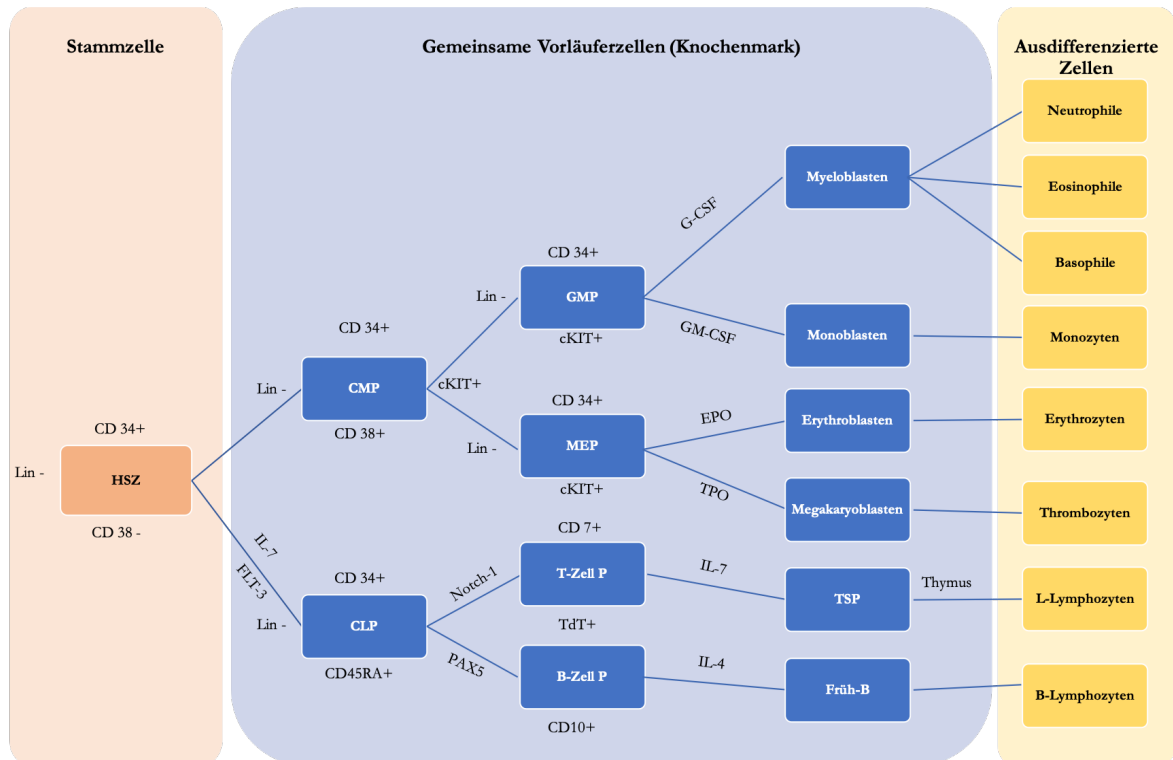 Stammzelle
Gemeinsame Vorläuferzellen (Knochenmark)
Ausdifferenzierte
Zellen
Neutrophile
Eosinophile
Basophile
Monozyten
Erythrozyten
Thrombozyten
L-Lymphozyten
B-Lymphozyten
Lin -
CD 34+
HSZ
CD 38 -
IL-7
FLT-3
Lin -
CD 34+
CMP
CD 38+
cKIT+
Lin -
CD 34+
CLP
CD45RA+
Notch-1
PAX5
Lin -
CD 34+
GMP
cKIT+
G-CSF
GM-CSF
Lin -
CD 34+
MEP
cKIT+
EPO
TPO
CD 7+
T-Zell P
TdT+
IL-7
B-Zell P
CD10+
IL-4
Myeloblasten
Monoblasten
Erythroblasten
Megakaryoblasten
TSP
Thymus
Früh-B